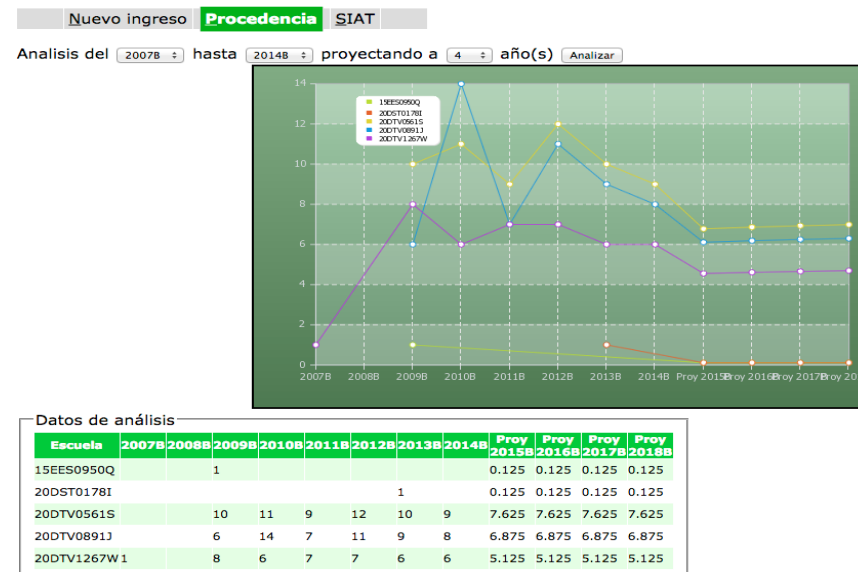 Nuevo ingreso Procedencia SIAT
Analisis del 2007B hasta 2014B proyectando a 4 año(s) Analizar
14
15EES0950Q
20DST0178I
20DTV0561S
20DTV0891J
20DTV1267W
12
10
8
6
4
2
0
2007B 2008B 2009B 2010B 2011B 2012B 2013B 2014B Proy 2015B Proy 2016B Proy 2017B Proy 20
Datos de análisis
Escuela 2007B 2008B 2009B 2010B 2011B 2012B 2013B 2014B Proy 2015B Proy 2016B Proy 2017B Proy 2018B
15EES0950Q 1 0.125 0.125 0.125 0.125
20DST0178I 1 0.125 0.125 0.125 0.125
20DTV0561S 10 11 9 12 10 9 7.625 7.625 7.625 7.625
20DTV0891J 6 14 7 11 9 8 6.875 6.875 6.875 6.875
20DTV1267W 1 8 6 7 7 6 6 5.125 5.125 5.125 5.125